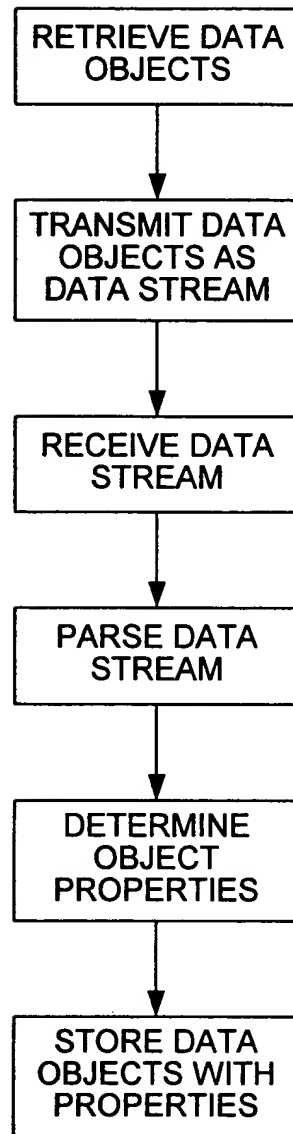 RETRIEVE DATA
OBJECTS
TRANSMIT DATA
OBJECTS AS
DATA STREAM
RECEIVE DATA
STREAM
PARSE DATA
STREAM
DETERMINE
OBJECT
PROPERTIES
STORE DATA
OBJECTS WITH
PROPERTIES